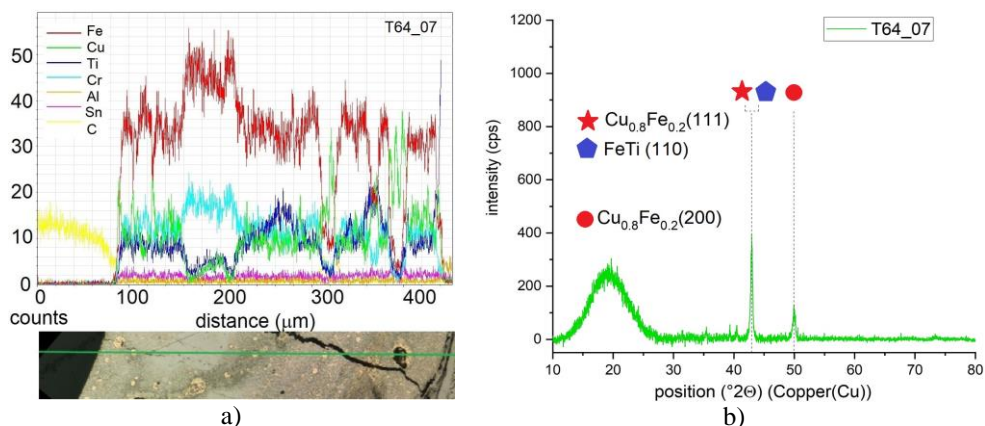 T64_07
Fe
Cu
Ti
Cr
Al
Sn
C
50
40
30
20
10
0
0 100 200 300 400
counts
distance (μm)
a)
T64_07
Cu0.8Fe0.2(111)
FeTi (110)
Cu0.8Fe0.2(200)
intensity (cps)
1200
1000
800
600
400
200
0
10 20 30 40 50 60 70 80
position (°2Θ) (Copper(Cu))
b)